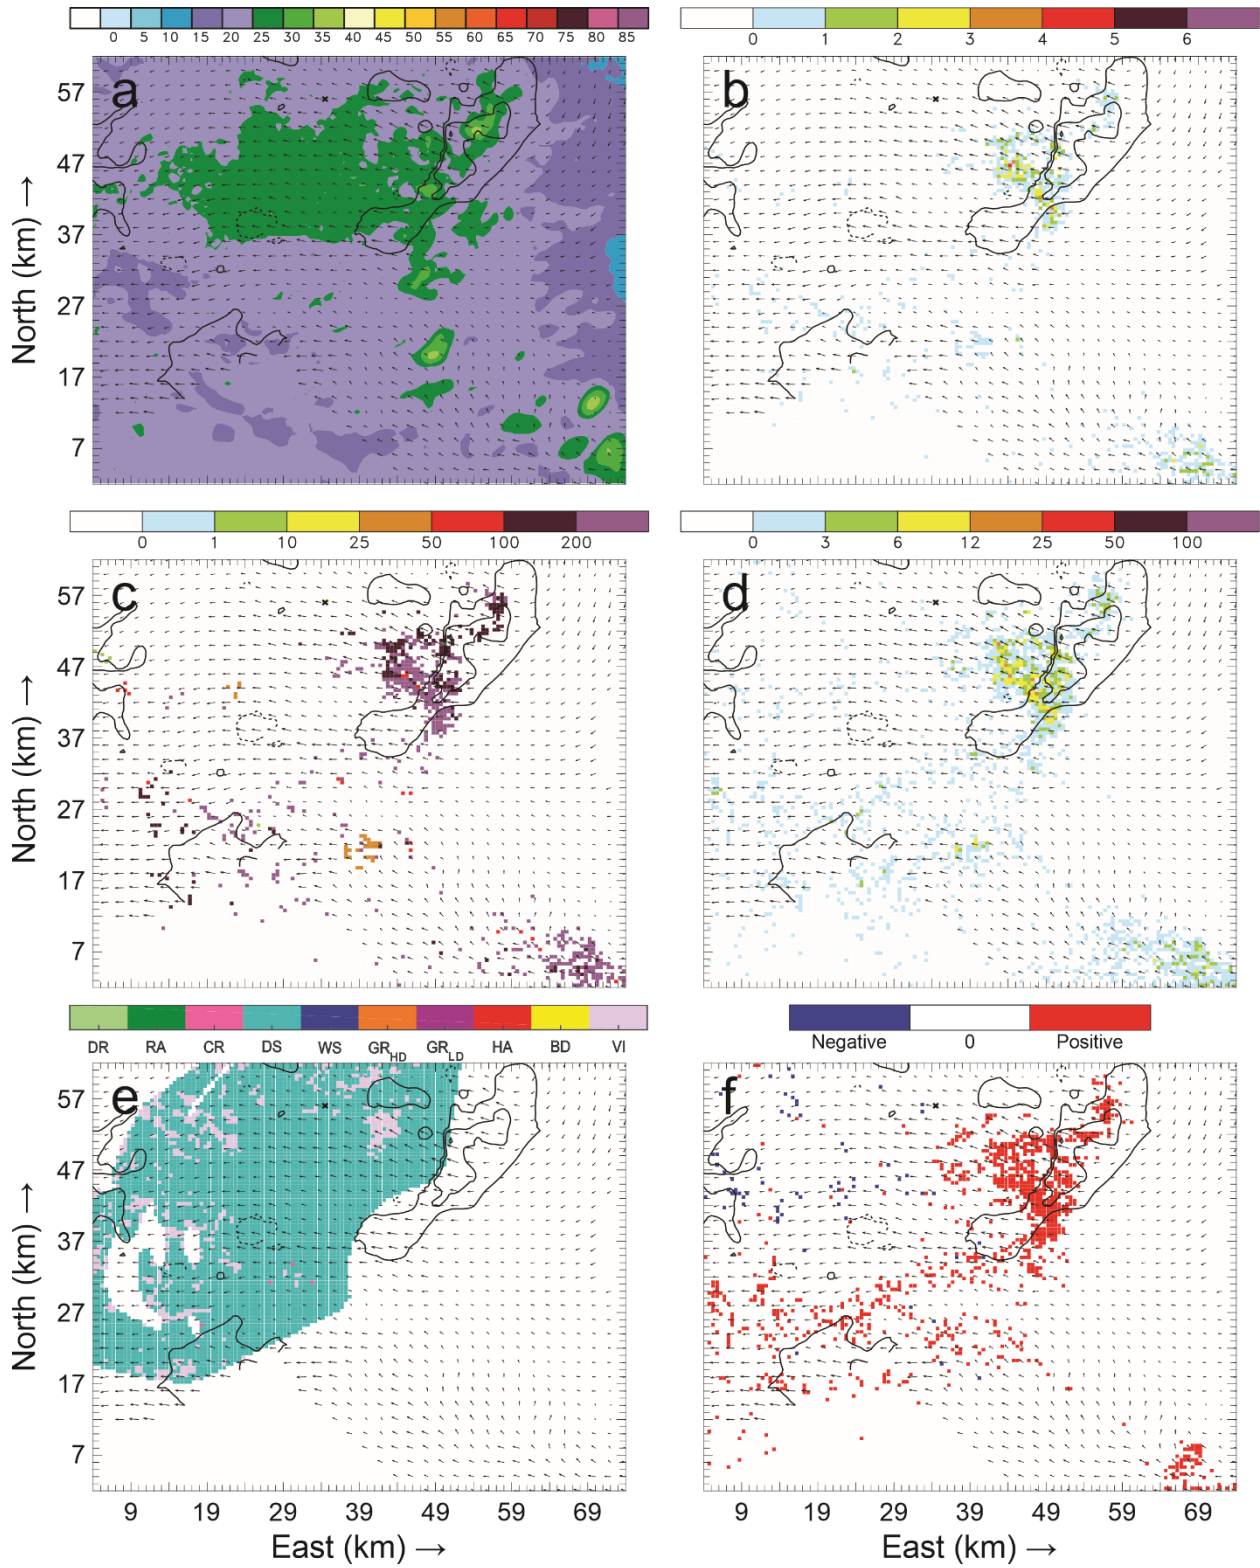 0 5 10 15 20 25 30 35 40 45 50 55 60 65 70 75 80 85
0 1 2 3 4 5 6
a
b
57
47
37
27
17
7
North (km) →
0 1 10 25 50 100 200
0 3 6 12 25 50 100
c
d
57
47
37
27
17
7
North (km) →
DR RA CR DS WS GR_HD GR_LD HA BD VI
Negative 0 Positive
e
f
57
47
37
27
17
7
North (km) →
9 19 29 39 49 59 69
9 19 29 39 49 59 69
East (km) →
East (km) →